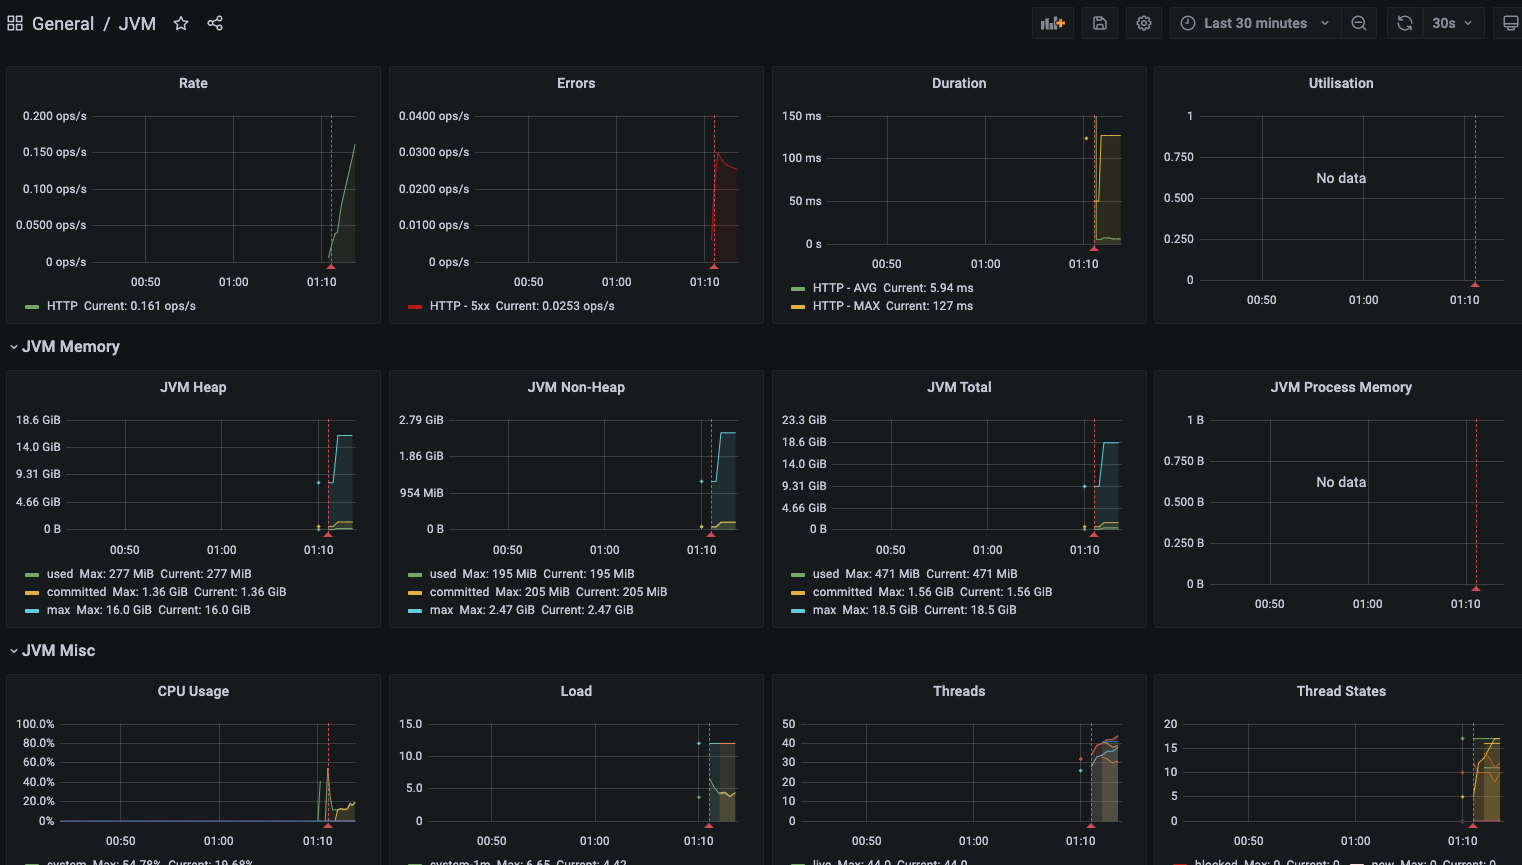 General / JVM
Last 30 minutes
30s
Rate
0.200 ops/s
0.150 ops/s
0.100 ops/s
0.0500 ops/s
0 ops/s
00:50 01:00 01:10
HTTP Current: 0.161 ops/s
Errors
0.0400 ops/s
0.0300 ops/s
0.0200 ops/s
0.0100 ops/s
0 ops/s
00:50 01:00 01:10
HTTP - 5xx Current: 0.0253 ops/s
Duration
150 ms
100 ms
50 ms
0 s
00:50 01:00 01:10
HTTP - AVG Current: 5.94 ms
HTTP - MAX Current: 127 ms
Utilisation
1
0.750
0.500
0.250
0
No data
00:50 01:00 01:10
JVM Memory
JVM Heap
18.6 GiB
14.0 GiB
9.31 GiB
4.66 GiB
0 B
00:50 01:00 01:10
used Max: 277 MiB Current: 277 MiB
committed Max: 1.36 GiB Current: 1.36 GiB
max Max: 16.0 GiB Current: 16.0 GiB
JVM Non-Heap
2.79 GiB
1.86 GiB
954 MiB
0 B
00:50 01:00 01:10
used Max: 195 MiB Current: 195 MiB
committed Max: 205 MiB Current: 205 MiB
max Max: 2.47 GiB Current: 2.47 GiB
JVM Total
23.3 GiB
18.6 GiB
14.0 GiB
9.31 GiB
4.66 GiB
0 B
00:50 01:00 01:10
used Max: 471 MiB Current: 471 MiB
committed Max: 1.56 GiB Current: 1.56 GiB
max Max: 18.5 GiB Current: 18.5 GiB
JVM Process Memory
1 B
0.750 B
0.500 B
0.250 B
0 B
No data
00:50 01:00 01:10
JVM Misc
CPU Usage
100.0%
80.0%
60.0%
40.0%
20.0%
0%
00:50 01:00 01:10
system Max: 54.78% Current: 19.68%
Load
15.0
10.0
5.0
0
00:50 01:00 01:10
system-1m Max: 6.65 Current: 4.42
Threads
50
40
30
20
10
0
00:50 01:00 01:10
live Max: 44.0 Current: 44.0
Thread States
20
15
10
5
0
00:50 01:00 01:10
blocked Max: 0 Current: 0 new Max: 0 Current: 0